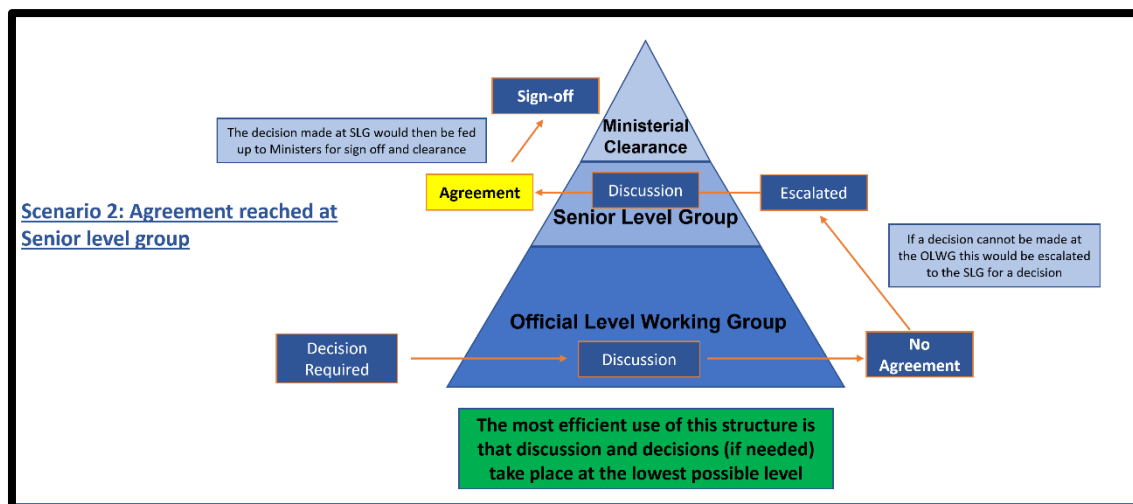 Sign-off
The decision made at SLG would then be fed
up to Ministers for sign off and clearance
Ministerial
Clearance
Agreement
Discussion
Escalated
Scenario 2: Agreement reached at
Senior level group
Senior Level Group
If a decision cannot be made at
the OLWG this would be escalated
to the SLG for a decision
Official Level Working Group
Decision
Required
Discussion
No
Agreement
The most efficient use of this structure is
that discussion and decisions (if needed)
take place at the lowest possible level